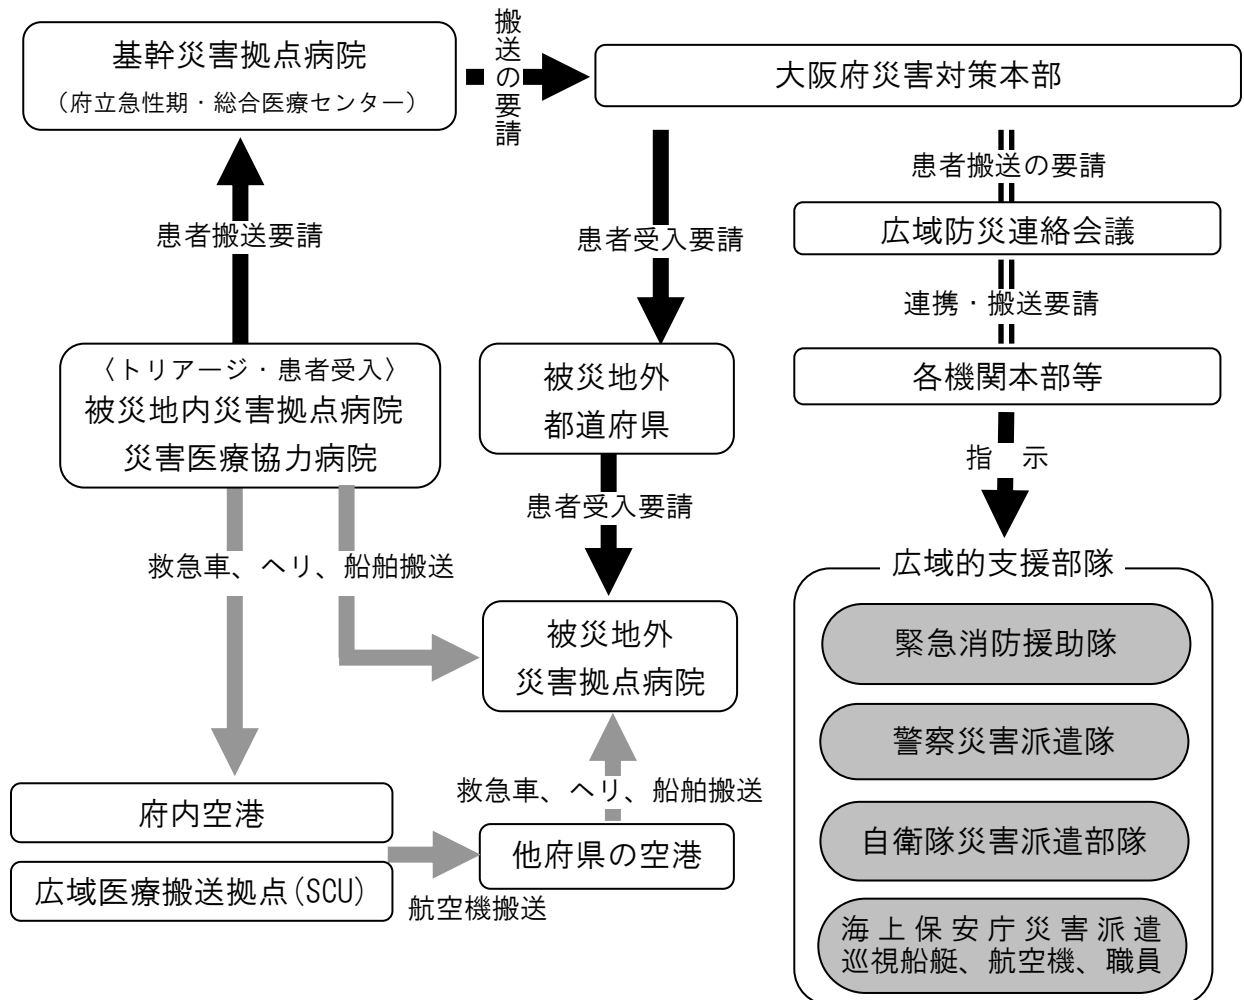 基幹災害拠点病院
（府立急性期・総合医療センター）
搬送の要請
大阪府災害対策本部
患者搬送の要請
広域防災連絡会議
患者搬送要請
患者受入要請
連携・搬送要請
〈トリアージ・患者受入〉
被災地内災害拠点病院
災害医療協力病院
被災地外
都道府県
各機関本部等
指　示
患者受入要請
救急車、ヘリ、船舶搬送
広域的支援部隊
被災地外
災害拠点病院
緊急消防援助隊
警察災害派遣隊
救急車、ヘリ、船舶搬送
府内空港
他府県の空港
自衛隊災害派遣部隊
広域医療搬送拠点(SCU)
航空機搬送
海上保安庁災害派遣
巡視船艇、航空機、職員